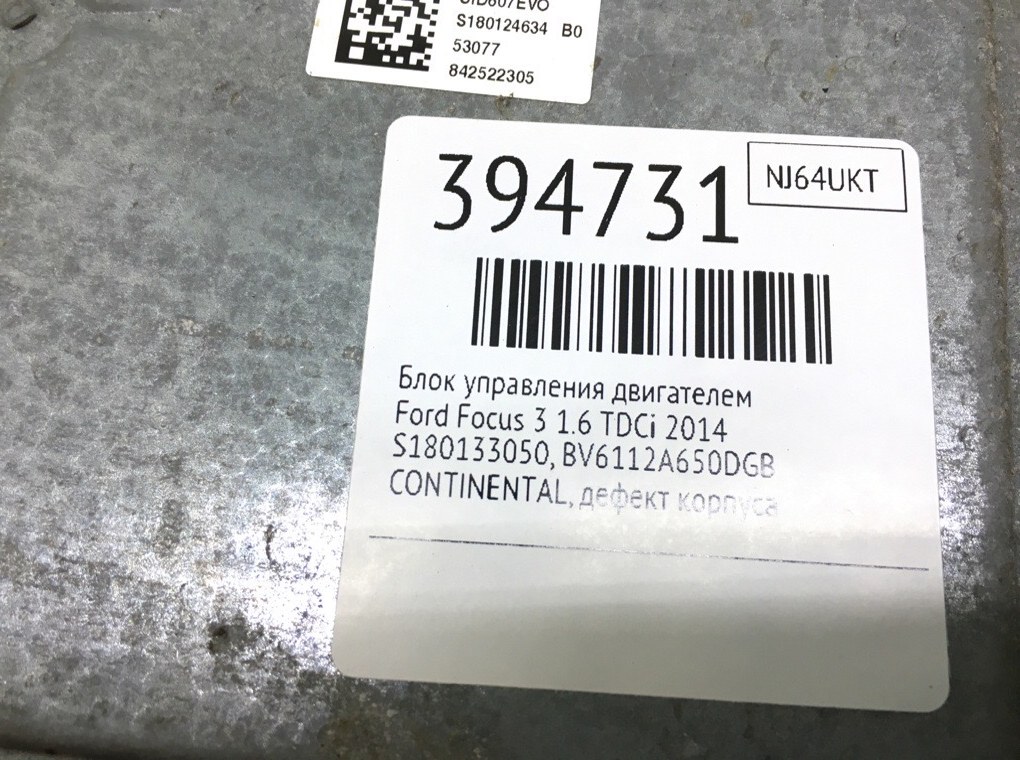 S180124634 B0
53077
842522305
394731
NJ64UKT
Блок управления двигателем
Ford Focus 3 1.6 TDCi 2014
S180133050, BV6112A650DGB
CONTINENTAL, дефект корпуса